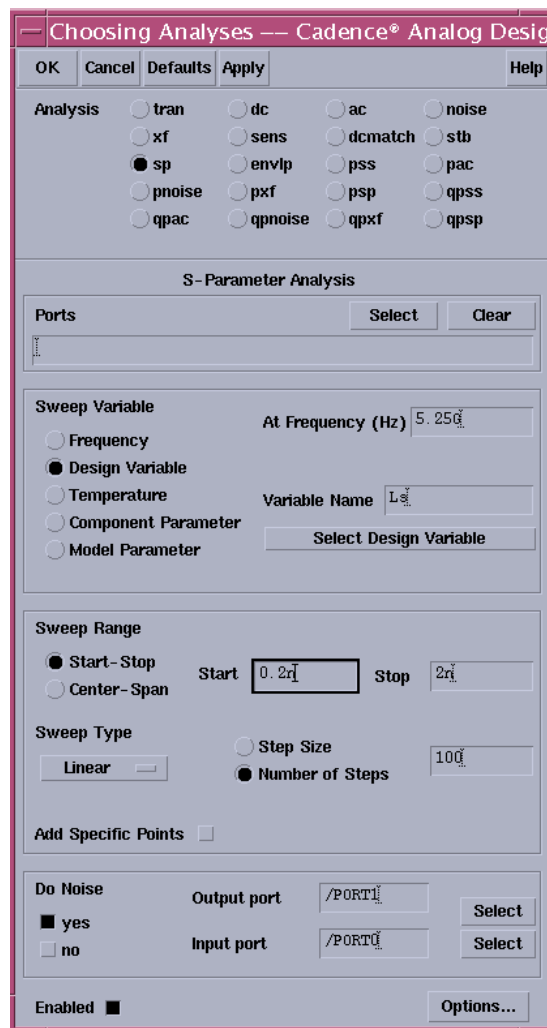 Choosing Analyses —— Cadence® Analog Desig
OK Cancel Defaults Apply Help
Analysis tran dc ac noise
xf sens dcmatch stb
sp envlp pss pac
pnoise pxf psp qpss
qpac qpnoise qpxf qpsp
S-Parameter Analysis
Ports Select Clear
Sweep Variable
At Frequency (Hz) 5.25G
Frequency
Design Variable
Temperature
Variable Name Ls
Component Parameter
Select Design Variable
Model Parameter
Sweep Range
Start-Stop
Start 0.2n Stop 2n
Center-Span
Sweep Type
Step Size
Linear
100
Number of Steps
Add Specific Points
Do Noise
Output port /PORT1
Select
yes
Input port /PORT0 Select
no
Enabled Options...